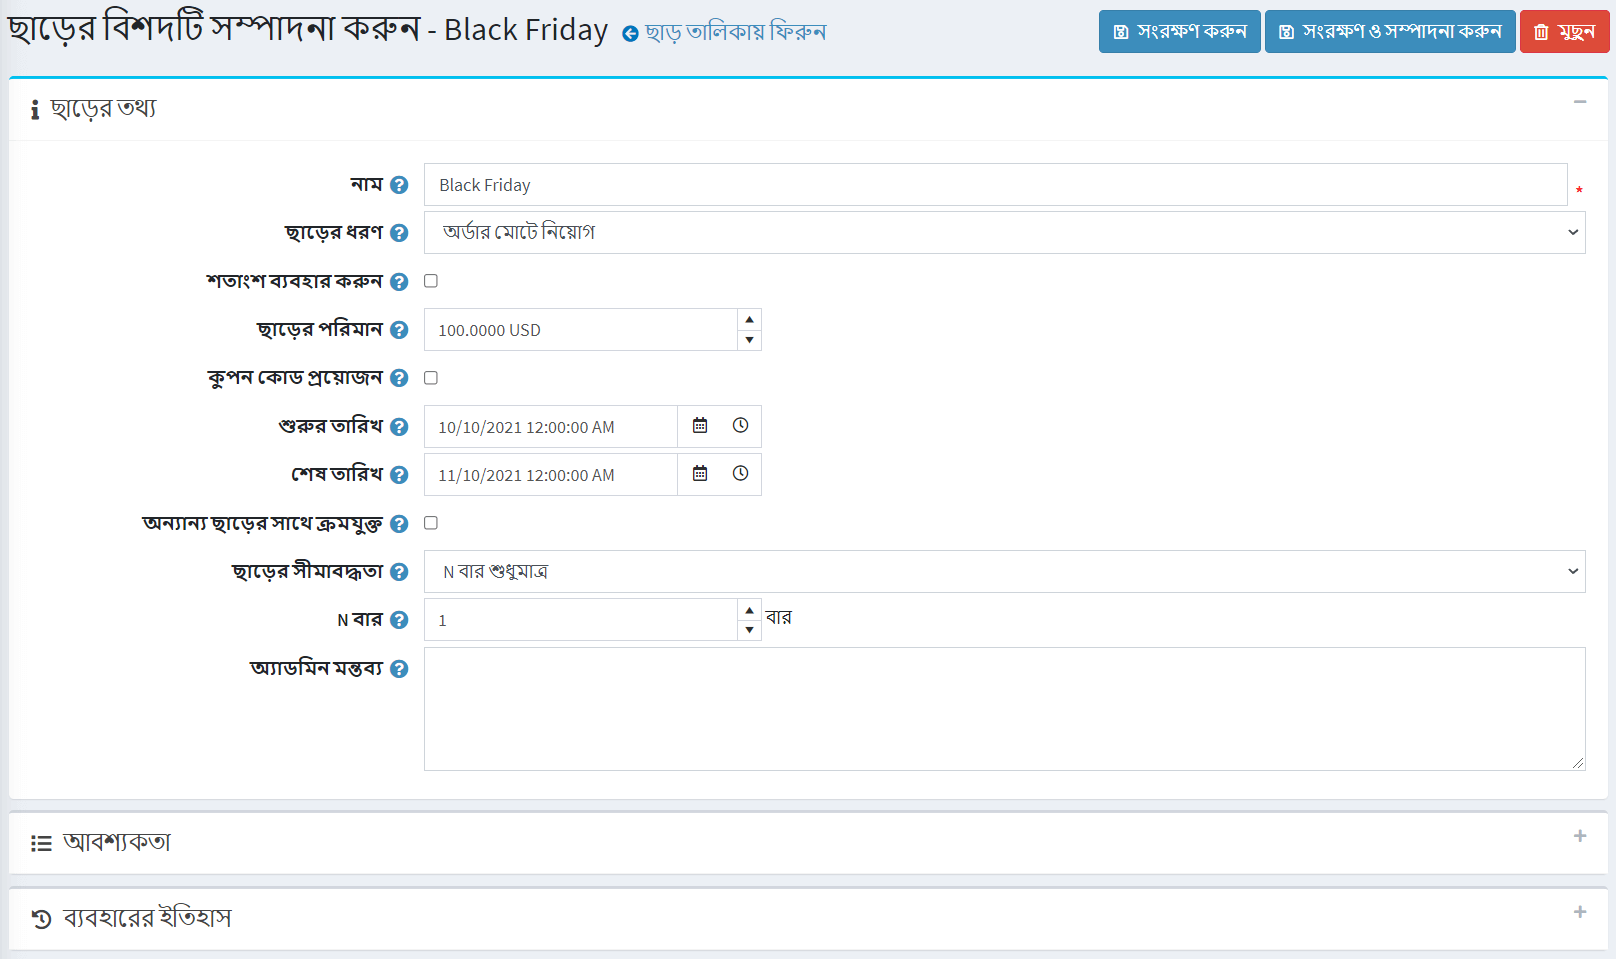 ছাড়ের বিশদটি সম্পাদনা করুন - Black Friday ছাড় তালিকায় ফিরুন
সংরক্ষণ করুন সংরক্ষণ ও সম্পাদনা করুন মুছুন
ছাড়ের তথ্য
নাম Black Friday *
ছাড়ের ধরণ অর্ডার মোটে নিয়োগ
শতাংশ ব্যবহার করুন
ছাড়ের পরিমান 100.0000 USD
কুপন কোড প্রয়োজন
শুরুর তারিখ 10/10/2021 12:00:00 AM
শেষ তারিখ 11/10/2021 12:00:00 AM
অন্যান্য ছাড়ের সাথে ক্রমযুক্ত
ছাড়ের সীমাবদ্ধতা N বার শুধুমাত্র
N বার 1 বার
অ্যাডমিন মন্তব্য
আবশ্যকতা
ব্যবহারের ইতিহাস